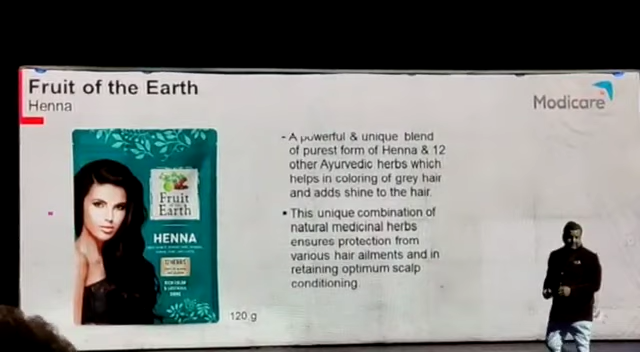 Fruit of the Earth
Henna
Modicare
- A powerful & unique blend
of purest form of Henna & 12
other Ayurvedic herbs which
helps in coloring of grey hair
and adds shine to the hair.
▪ This unique combination of
natural medicinal herbs
ensures protection from
various hair ailments and in
retaining optimum scalp
conditioning.
Fruit
of the
Earth
HENNA
12 HERBS
120 g